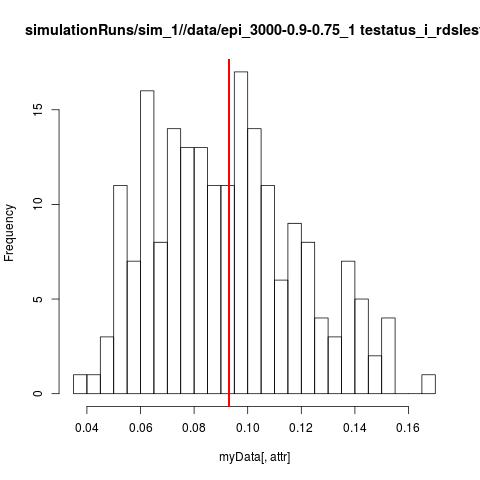 simulationRuns/sim_1//data/epi_3000-0.9-0.75_1 testatus_i_rdsles
15
10
5
0
Frequency
0.04 0.06 0.08 0.10 0.12 0.14 0.16
myData[, attr]